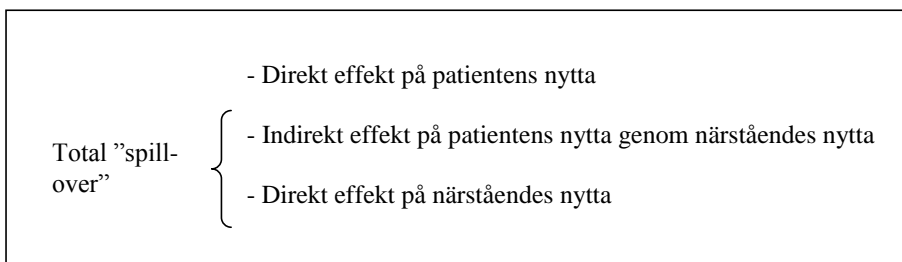 - Direkt effekt på patientens nytta
- Indirekt effekt på patientens nytta genom närståendes nytta
Total ”spill-
over”
- Direkt effekt på närståendes nytta